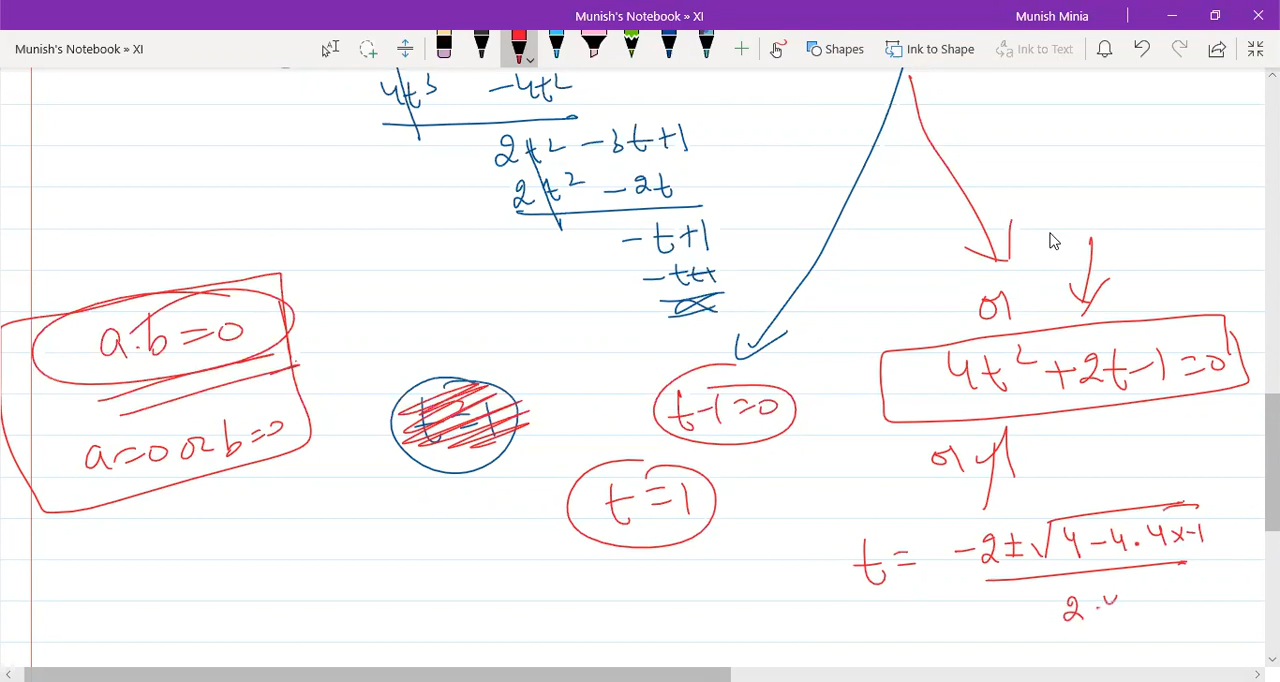 Munish's Notebook » XI
Munish Minia
Munish's Notebook » XI
Shapes
Ink to Shape
Ink to Text
4t³ -4t²
2t² -3t+1
2t² -2t
-t+1
-t+1
or
a.b=0
4t²+2t-1=0
t-1=0
t=1
a=0 or b=0
or
t=1
t= -2±√4-4.4x-1
2.